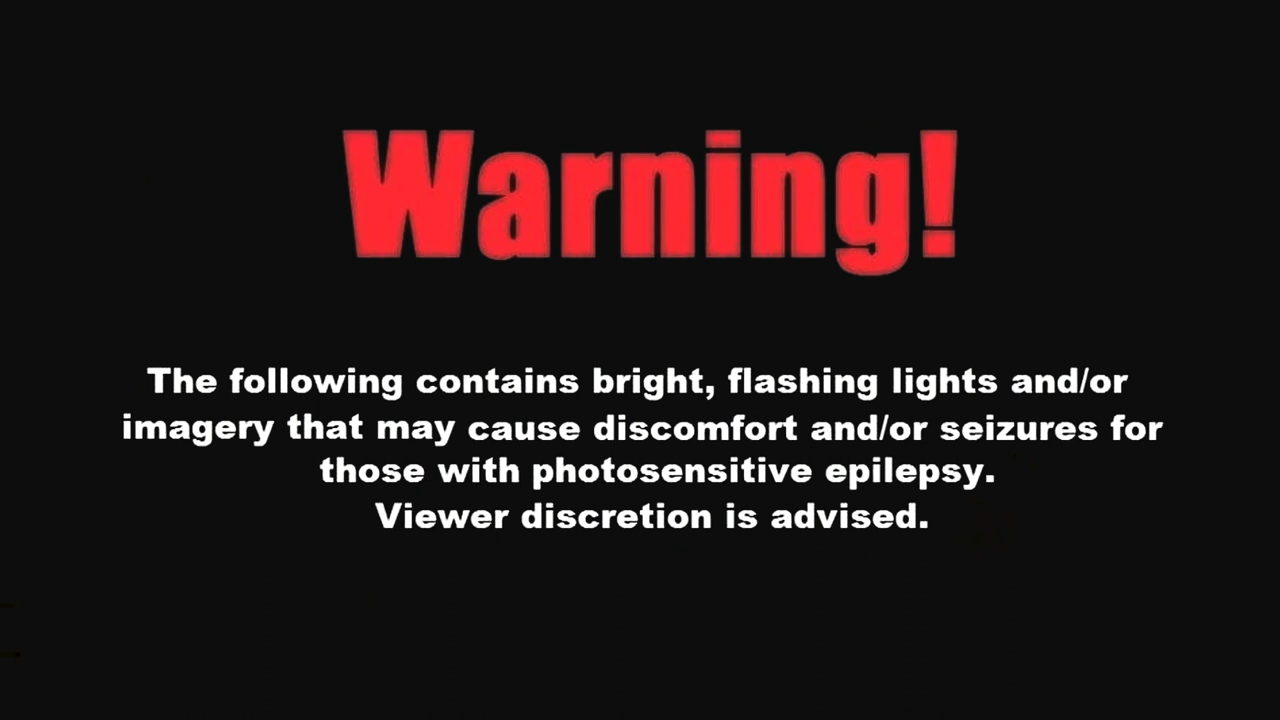 Warning!
The following contains bright, flashing lights and/or
imagery that may cause discomfort and/or seizures for
those with photosensitive epilepsy.
Viewer discretion is advised.